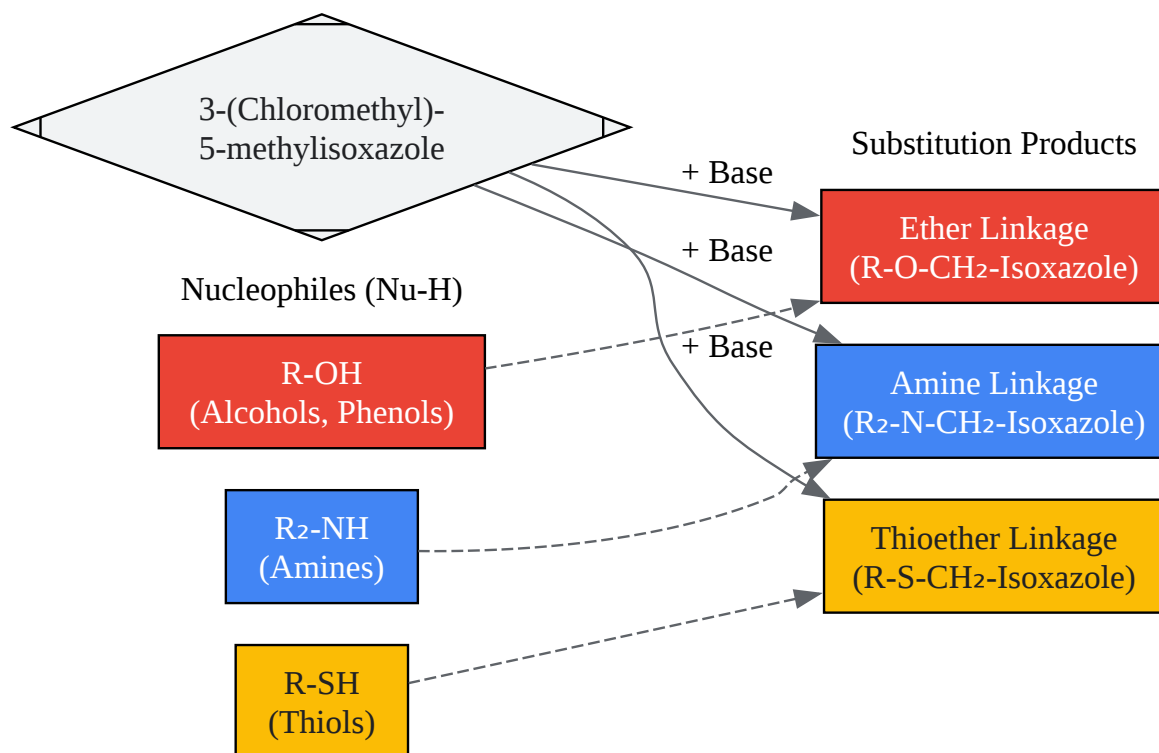 3-(Chloromethyl)-
5-methylisoxazole
Substitution Products
+ Base
Ether Linkage
(R-O-CH₂-Isoxazole)
+ Base
Nucleophiles (Nu-H)
+ Base
R-OH
(Alcohols, Phenols)
Amine Linkage
(R₂-N-CH₂-Isoxazole)
R₂-NH
(Amines)
Thioether Linkage
(R-S-CH₂-Isoxazole)
R-SH
(Thiols)